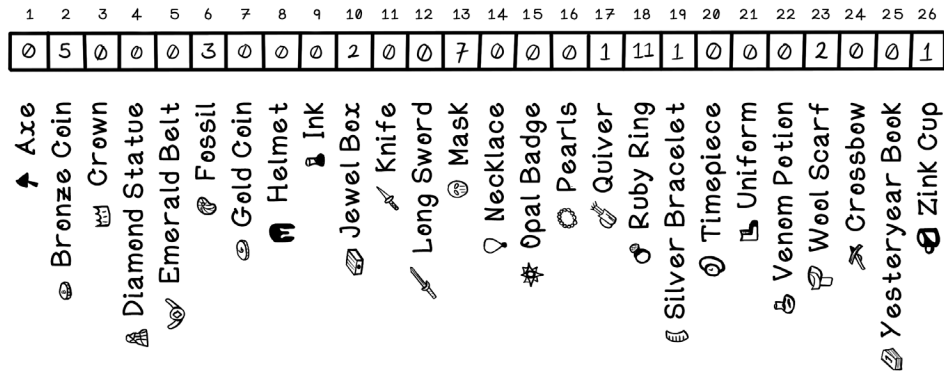 1 2 3 4 5 6 7 8 9 10 11 12 13 14 15 16 17 18 19 20 21 22 23 24 25 26
0 5 0 0 0 3 0 0 0 2 0 0 7 0 0 0 1 11 1 0 0 0 2 0 0 1
Axe
Bronze Coin
Crown
Diamond Statue
Emerald Belt
Fossil
Gold Coin
Helmet
Ink
Jewel Box
Knife
Long Sword
Mask
Necklace
Opal Badge
Pearls
Quiver
Ruby Ring
Silver Bracelet
Timepiece
Uniform
Venom Potion
Wool Scarf
Crossbow
Yesteryear Book
Zink Cup